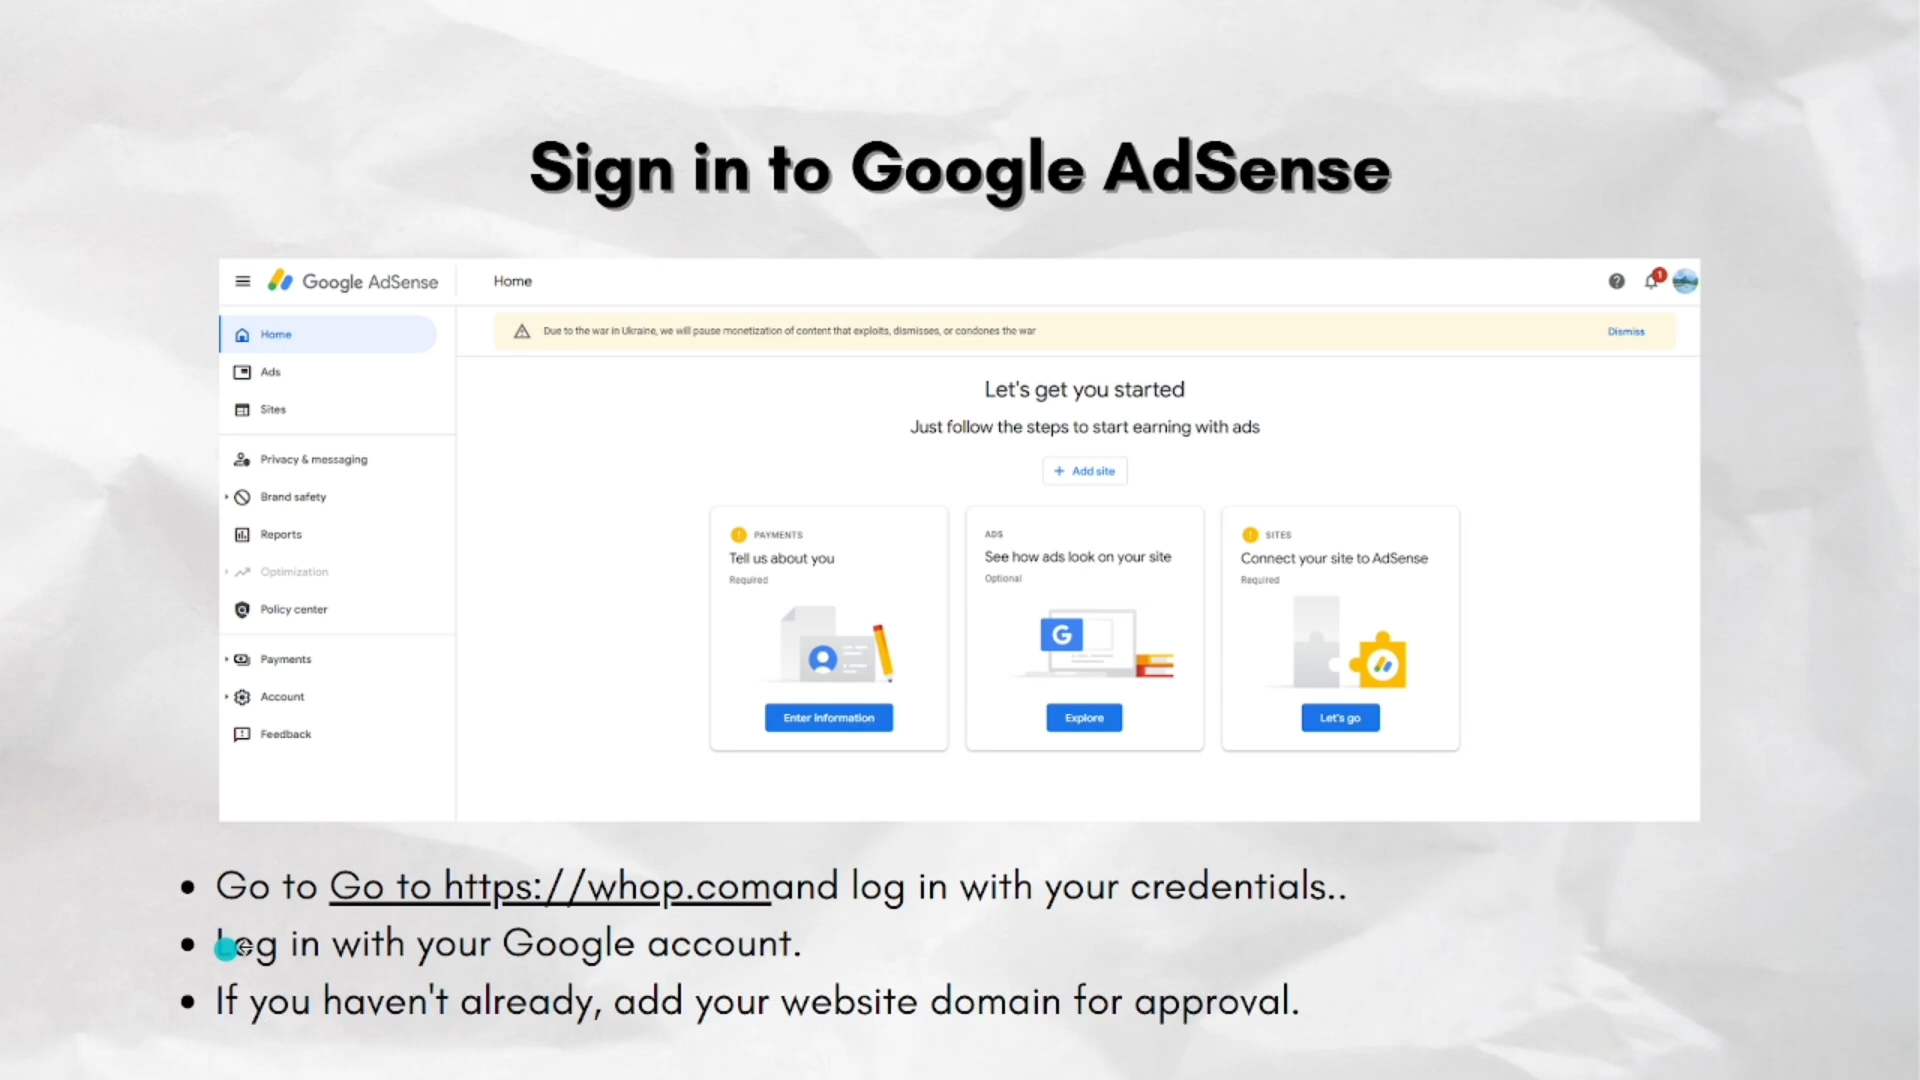 Sign in to Google AdSense
Google AdSense
Home
1
Home
Ads
Sites
Privacy & messaging
Brand safety
Reports
Optimization
Policy center
Payments
Account
Feedback
Due to the war in Ukraine, we will pause monetization of content that exploits, dismisses, or condones the war
Dismiss
Let's get you started
Just follow the steps to start earning with ads
+ Add site
PAYMENTS
Tell us about you
Required
Enter information
ADS
See how ads look on your site
Optional
G
Explore
SITES
Connect your site to AdSense
Required
Let's go
• Go to Go to https://whop.comand log in with your credentials..
• Log in with your Google account.
• If you haven't already, add your website domain for approval.